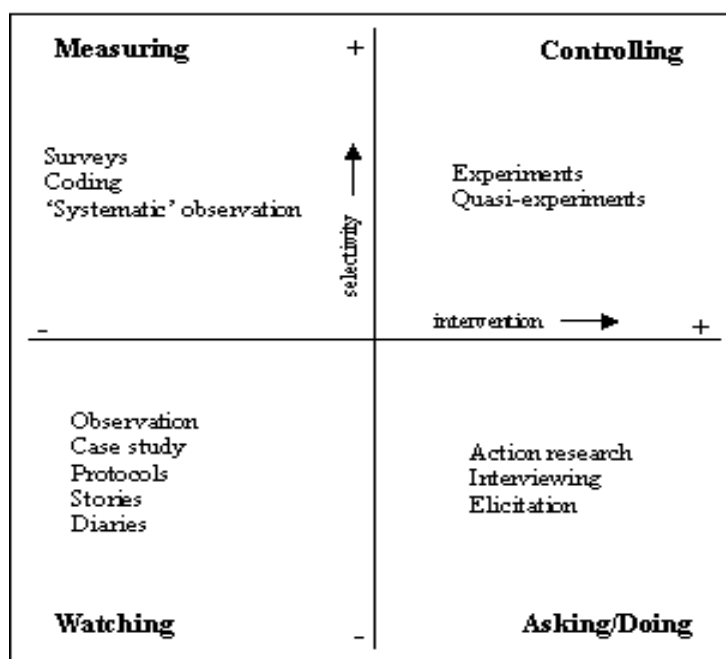 Measuring
+
Controlling
Surveys
Coding
‘Systematic’ observation
selectivity
Experiments
Quasi-experiments
-
intervention
+
Observation
Case study
Protocols
Stories
Diaries
Action research
Interviewing
Elicitation
Watching
-
Asking/Doing